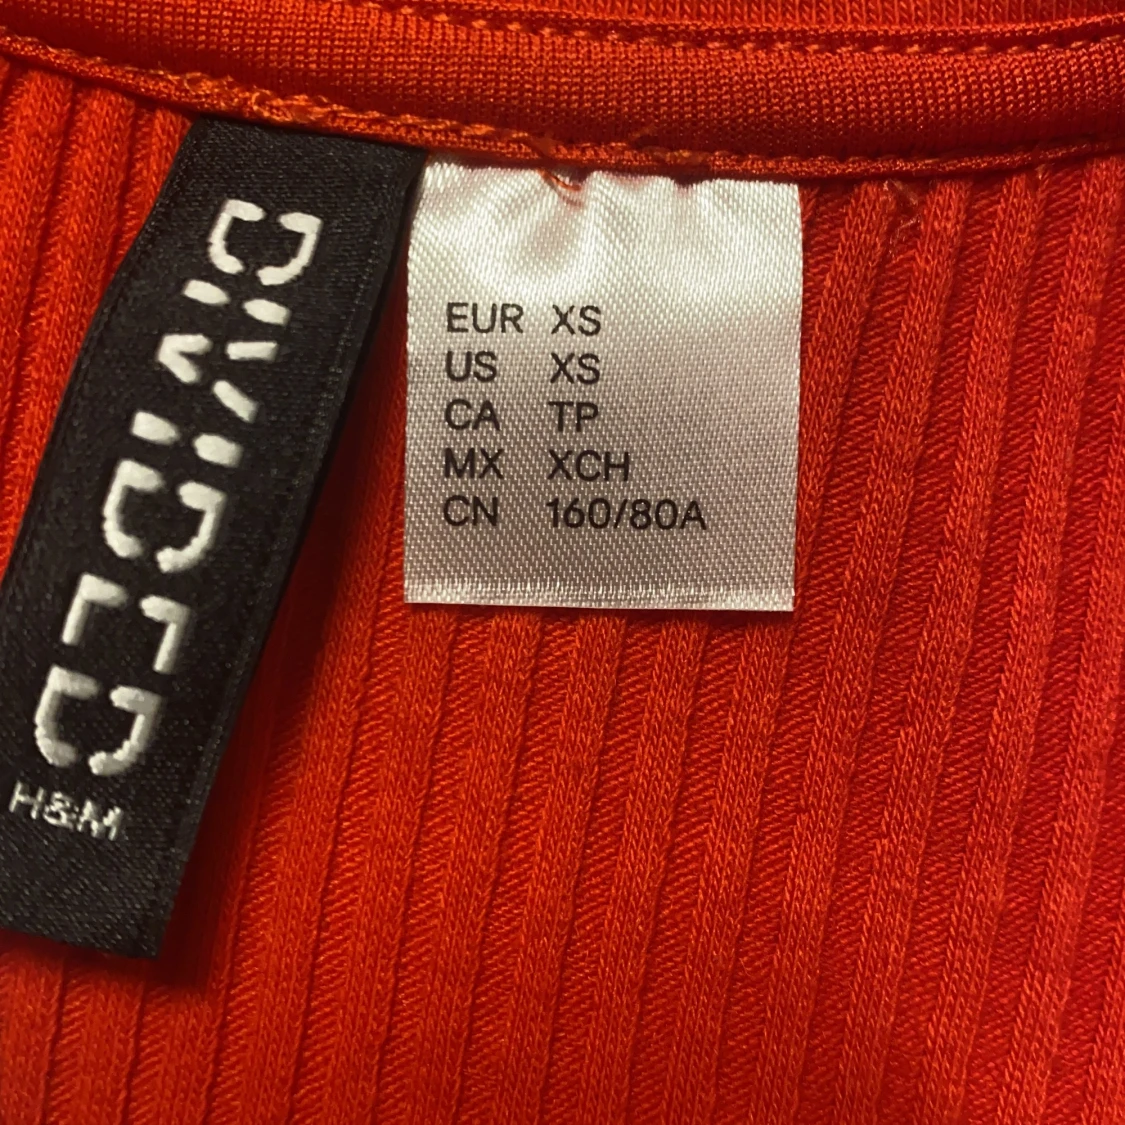 DIVIDED
H&M
EUR XS
US XS
CA TP
MX XCH
CN 160/80A